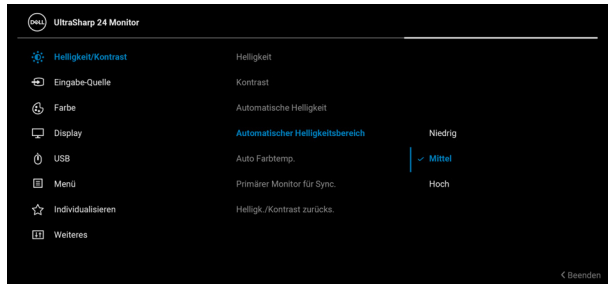 DELL UltraSharp 24 Monitor
Helligkeit/Kontrast
Eingabe-Quelle
Farbe
Display
USB
Menü
Individualisieren
Weiteres
Helligkeit
Kontrast
Automatische Helligkeit
Automatischer Helligkeitsbereich
Auto Farbtemp.
Primärer Monitor für Sync.
Helligk./Kontrast zurücks.
Niedrig
Mittel
Hoch
Beenden